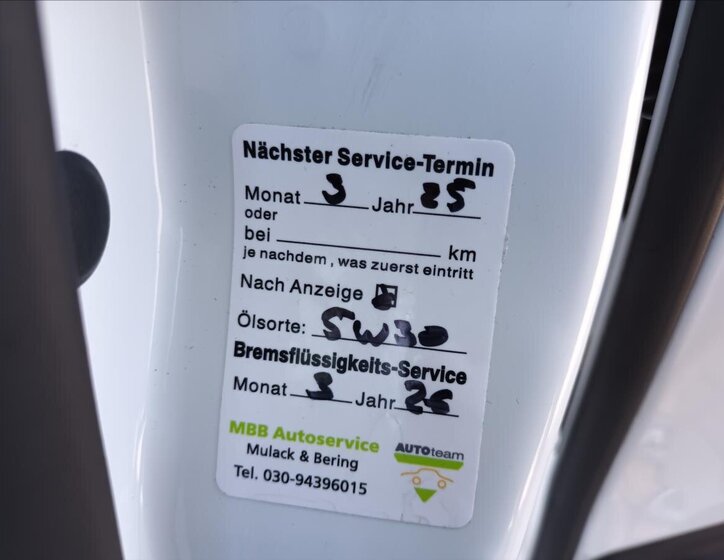 Nächster Service-Termin
Monat 3 Jahr 25
oder
bei km
je nachdem, was zuerst eintritt
Nach Anzeige
Ölsorte: 5W30
Bremsflüssigkeits-Service
Monat 3 Jahr 26
MBB Autoservice
Mulack & Bering
Tel. 030-94396015
AUTOteam